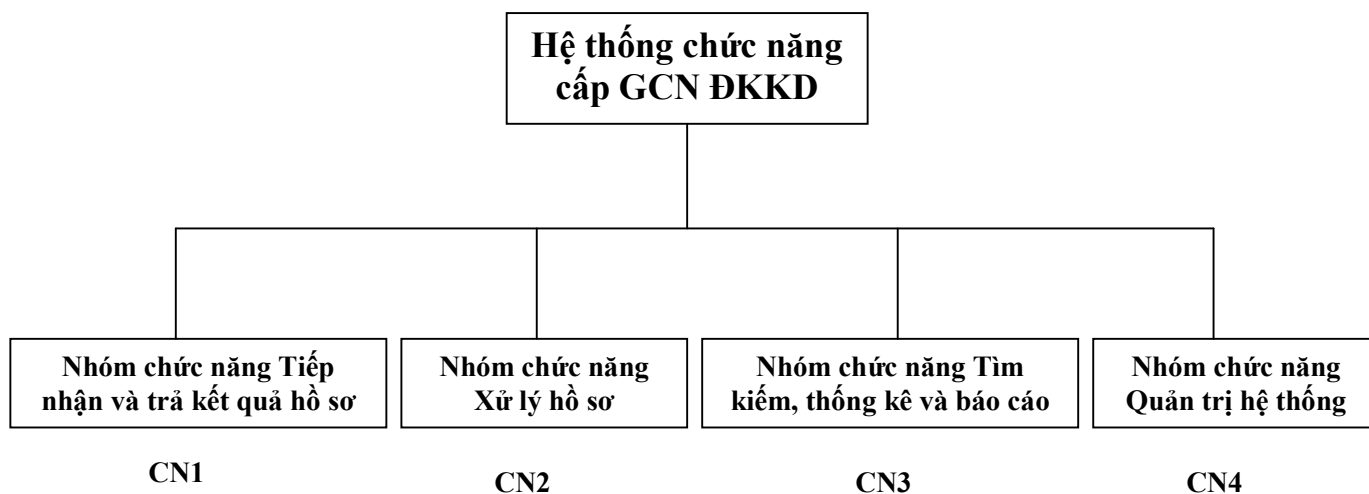 Hệ thống chức năng
cấp GCN ĐKKD
Nhóm chức năng Tiếp
nhận và trả kết quả hồ sơ
Nhóm chức năng
Xử lý hồ sơ
Nhóm chức năng Tìm
kiếm, thống kê và báo cáo
Nhóm chức năng
Quản trị hệ thống
CN1
CN2
CN3
CN4